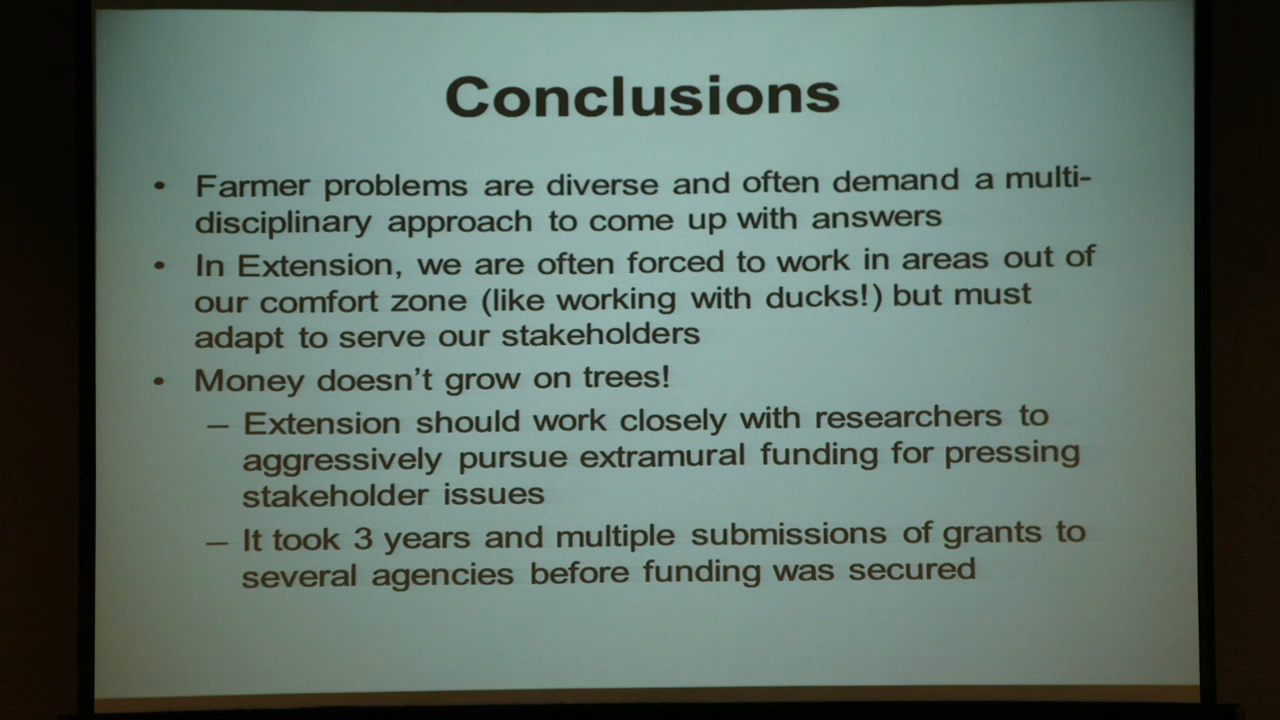 Conclusions
• Farmer problems are diverse and often demand a multi-
disciplinary approach to come up with answers
• In Extension, we are often forced to work in areas out of
our comfort zone (like working with ducks!) but must
adapt to serve our stakeholders
• Money doesn't grow on trees!
– Extension should work closely with researchers to
aggressively pursue extramural funding for pressing
stakeholder issues
– It took 3 years and multiple submissions of grants to
several agencies before funding was secured